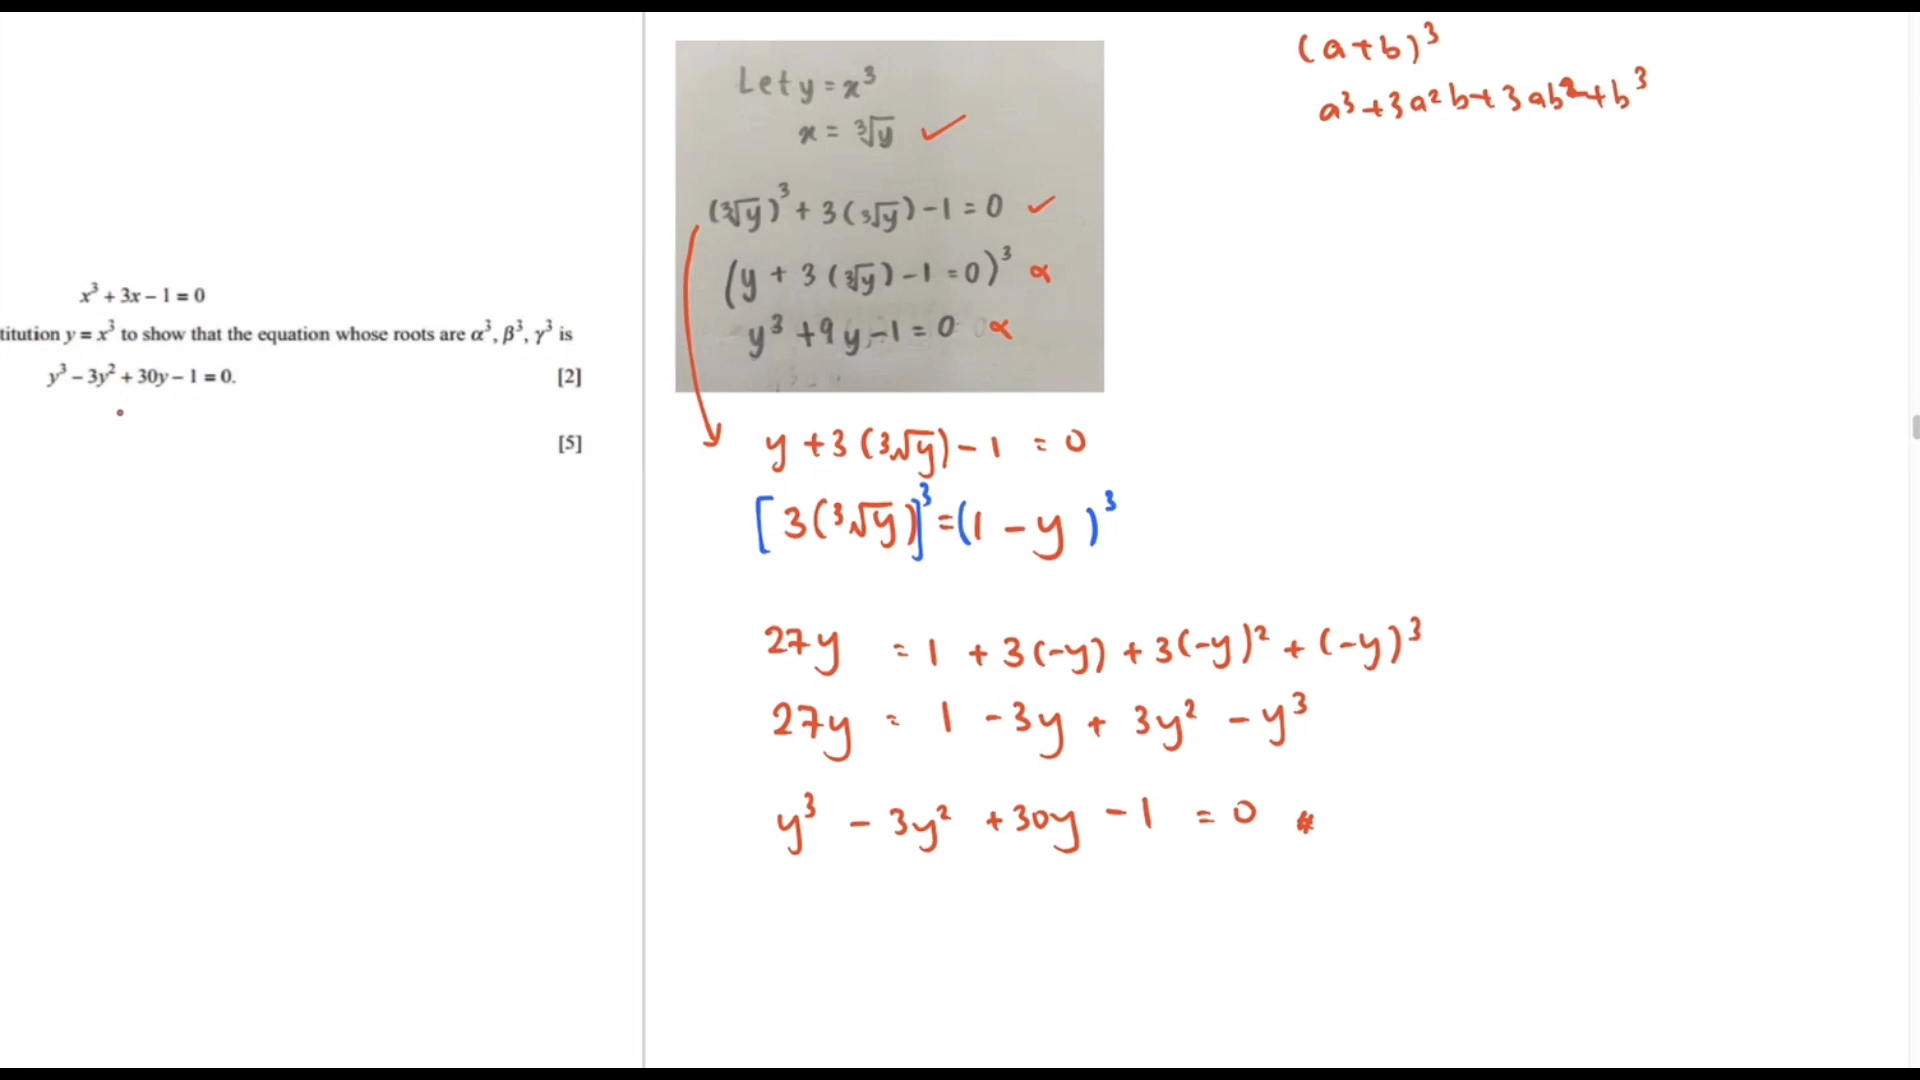 x³ + 3x − 1 = 0
titution y = x³ to show that the equation whose roots are α³, β³, γ³ is
y³ − 3y² + 30y − 1 = 0. [2]
[5]
Let y = x³
x = ∛y ✓
(∛y)³ + 3(∛y) − 1 = 0 ✓
(y + 3(∛y) − 1 = 0)³ ∝
y³ + 9y − 1 = 0 ∝
y + 3(∛y) − 1 = 0
[3(∛y)]³ = (1 − y)³
27y = 1 + 3(−y) + 3(−y)² + (−y)³
27y = 1 − 3y + 3y² − y³
y³ − 3y² + 30y − 1 = 0 #
(a+b)³
a³ + 3a²b + 3ab² + b³